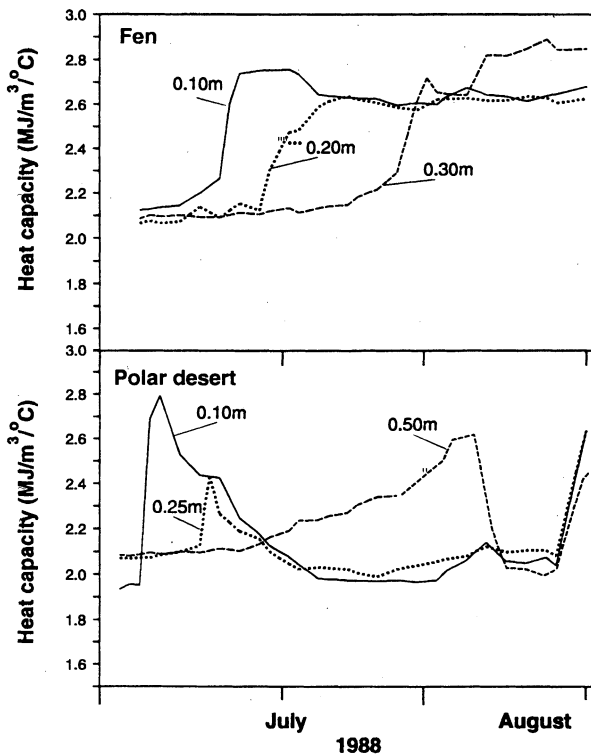 3.0
Fen
2.8
0.10m
2.6
2.4
0.20m
0.30m
2.2
2.0
1.8
1.6
Heat capacity (MJ/m³/°C)
3.0
Polar desert
2.8
0.10m
2.6
0.50m
2.4
0.25m
2.2
2.0
1.8
1.6
Heat capacity (MJ/m³/°C)
July
August
1988